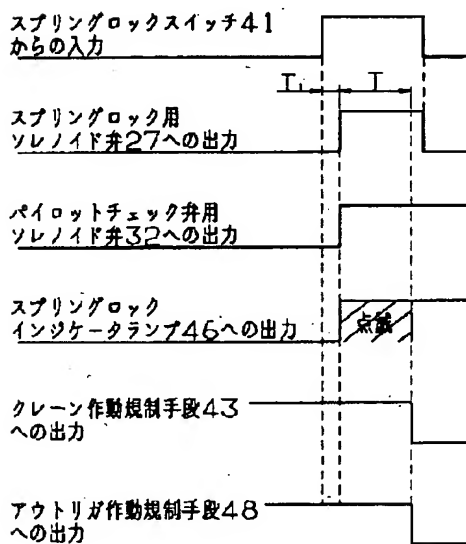 スプリングロックスイッチ41
からの入力
T₁
T
スプリングロック用
ソレノイド弁27への出力
パイロットチェック弁用
ソレノイド弁32への出力
スプリングロック
インジケータランプ46への出力
点滅
クレーン作動規制手段43
への出力
アウトリガ作動規制手段48
への出力